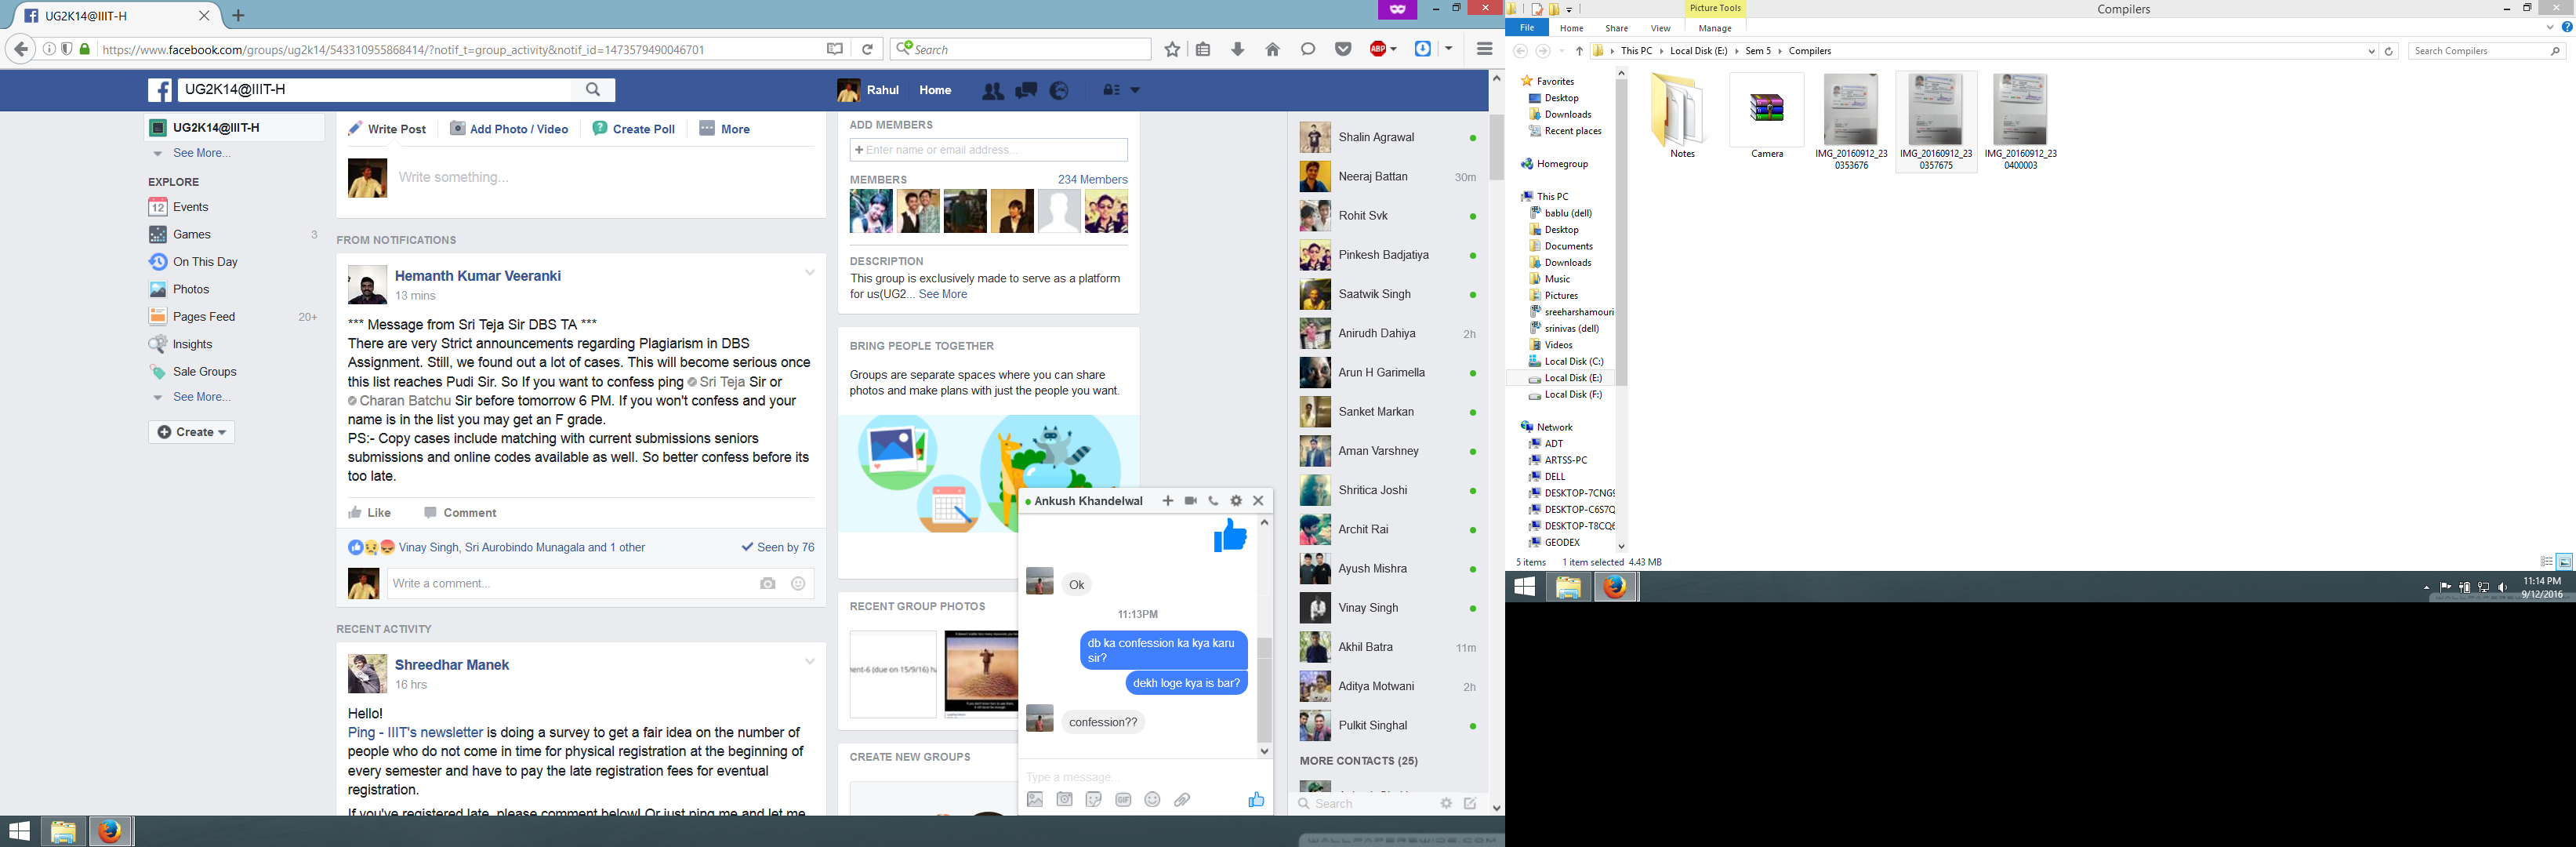 UG2K14@IIIT-H
https://www.facebook.com/groups/ug2k14/543310955868414/?notif_t=group_activity&notif_id=1473579490046701
Search
ABP
UG2K14@IIIT-H
Rahul
Home
UG2K14@IIIT-H
See More...
EXPLORE
12
Events
Games 3
On This Day
Photos
Pages Feed 20+
Insights
Sale Groups
See More...
Create
Write Post
Add Photo / Video
Create Poll
More
Write something...
FROM NOTIFICATIONS
Hemanth Kumar Veeranki
13 mins
*** Message from Sri Teja Sir DBS TA ***
There are very Strict announcements regarding Plagiarism in DBS
Assignment. Still, we found out a lot of cases. This will become serious once
this list reaches Pudi Sir. So If you want to confess ping Sri Teja Sir or
Charan Batchu Sir before tomorrow 6 PM. If you won't confess and your
name is in the list you may get an F grade.
PS:- Copy cases include matching with current submissions seniors
submissions and online codes available as well. So better confess before its
too late.
Like
Comment
Vinay Singh, Sri Aurobindo Munagala and 1 other
Seen by 76
Write a comment...
RECENT ACTIVITY
Shreedhar Manek
16 hrs
Hello!
Ping - IIIT's newsletter is doing a survey to get a fair idea on the number of
people who do not come in time for physical registration at the beginning of
every semester and have to pay the late registration fees for eventual
registration.
If you've registered late, please comment below! Or just ping me and let me
ADD MEMBERS
+ Enter name or email address...
MEMBERS
234 Members
DESCRIPTION
This group is exclusively made to serve as a platform
for us(UG2... See More
BRING PEOPLE TOGETHER
Groups are separate spaces where you can share
photos and make plans with just the people you want.
RECENT GROUP PHOTOS
nent-6 (due on 15/9/16) ha
CREATE NEW GROUPS
Ankush Khandelwal
Ok
11:13PM
db ka confession ka kya karu
sir?
dekh loge kya is bar?
confession??
Type a message...
GIF
Shalin Agrawal
Neeraj Battan 30m
Rohit Svk
Pinkesh Badjatiya
Saatwik Singh
Anirudh Dahiya 2h
Arun H Garimella
Sanket Markan
Aman Varshney
Shritica Joshi
Archit Rai
Ayush Mishra
Vinay Singh
Akhil Batra 11m
Aditya Motwani 2h
Pulkit Singhal
MORE CONTACTS (25)
Search
WALLPAPERSWIDE.COM
Picture Tools
Compilers
File
Home
Share
View
Manage
This PC
Local Disk (E:)
Sem 5
Compilers
Search Compilers
Favorites
Desktop
Downloads
Recent places
Homegroup
This PC
bablu (dell)
Desktop
Documents
Downloads
Music
Pictures
sreeharshamouri
srinivas (dell)
Videos
Local Disk (C:)
Local Disk (E:)
Local Disk (F:)
Network
ADT
ARTSS-PC
DELL
DESKTOP-7CNG9
DESKTOP-C6S7Q
DESKTOP-T8CQ6
GEODEX
Notes
Camera
IMG_20160912_23
0353676
IMG_20160912_23
0357675
IMG_20160912_23
0400003
5 items
1 item selected 4.43 MB
11:14 PM
9/12/2016